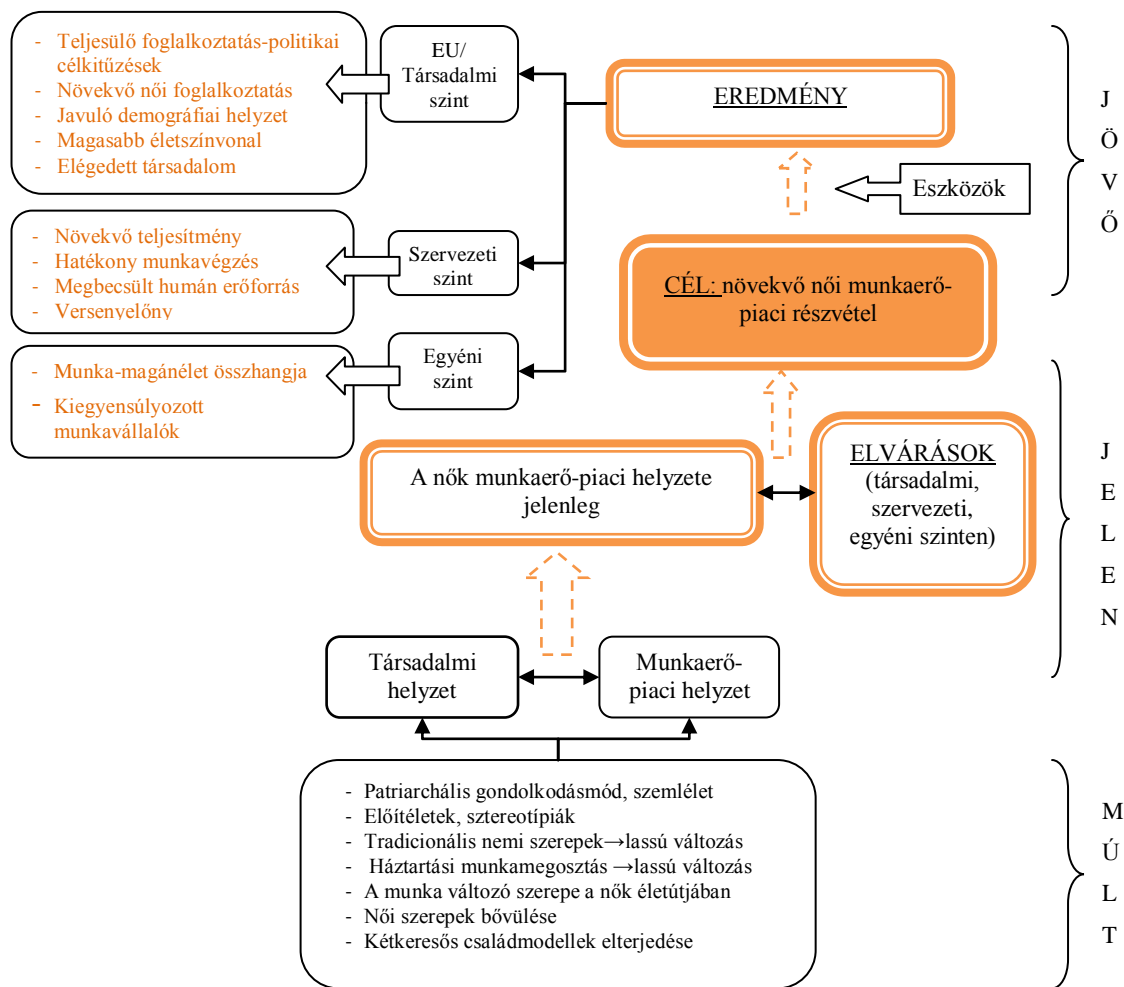 - Teljesülő foglalkoztatás-politikai
célkitűzések
- Növekvő női foglalkoztatás
- Javuló demográfiai helyzet
- Magasabb életszínvonal
- Elégedett társadalom
EU/
Társadalmi
szint
EREDMÉNY
Eszközök
J
Ö
V
Ő
- Növekvő teljesítmény
- Hatékony munkavégzés
- Megbecsült humán erőforrás
- Versenyelőny
Szervezeti
szint
CÉL: növekvő női munkaerő-
piaci részvétel
- Munka-magánélet összhangja
- Kiegyensúlyozott
munkavállalók
Egyéni
szint
A nők munkaerő-piaci helyzete
jelenleg
ELVÁRÁSOK
(társadalmi,
szervezeti,
egyéni szinten)
J
E
L
E
N
Társadalmi
helyzet
Munkaerő-
piaci helyzet
- Patriarchális gondolkodásmód, szemlélet
- Előítéletek, sztereotípiák
- Tradicionális nemi szerepek→lassú változás
- Háztartási munkamegosztás →lassú változás
- A munka változó szerepe a nők életútjában
- Női szerepek bővülése
- Kétkeresős családmodellek elterjedése
M
Ú
L
T